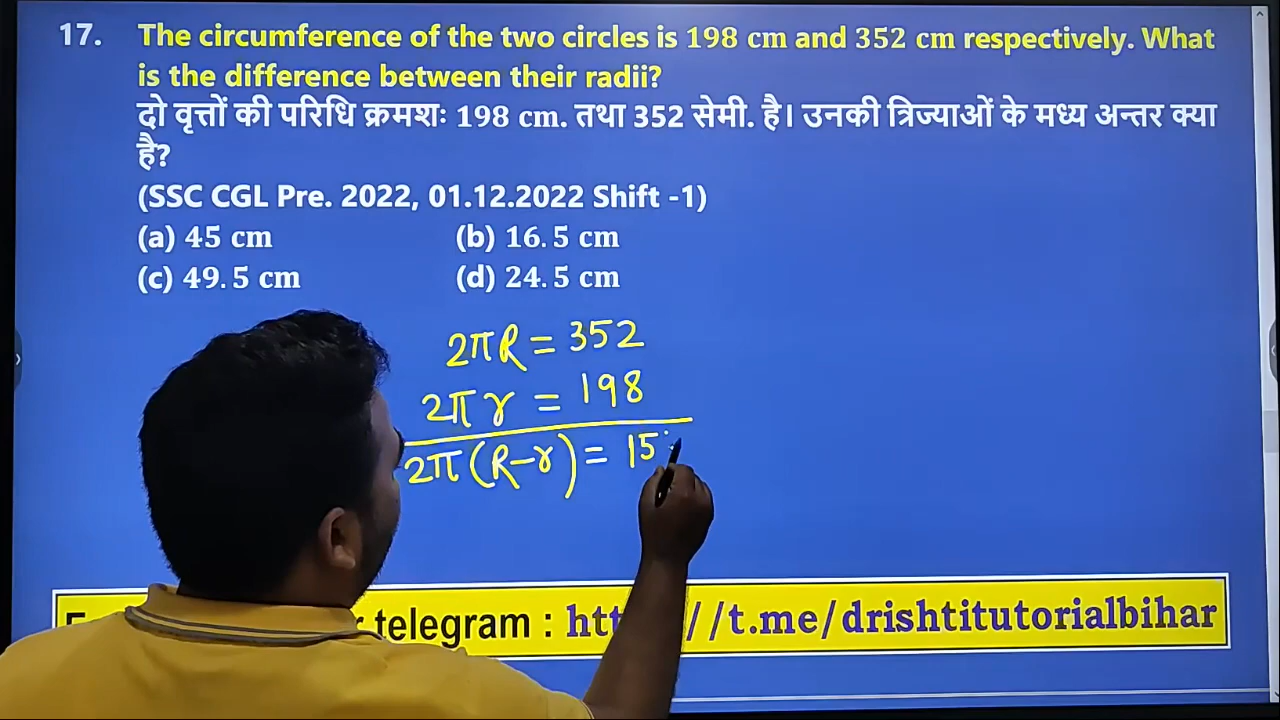 17. The circumference of the two circles is 198 cm and 352 cm respectively. What
is the difference between their radii?
दो वृत्तों की परिधि क्रमशः 198 cm. तथा 352 सेमी. है। उनकी त्रिज्याओं के मध्य अन्तर क्या
है?
(SSC CGL Pre. 2022, 01.12.2022 Shift -1)
(a) 45 cm (b) 16.5 cm
(c) 49.5 cm (d) 24.5 cm
2πR = 352
2πr = 198
2π(R-r) = 15
telegram : //t.me/drishtitutorialbihar